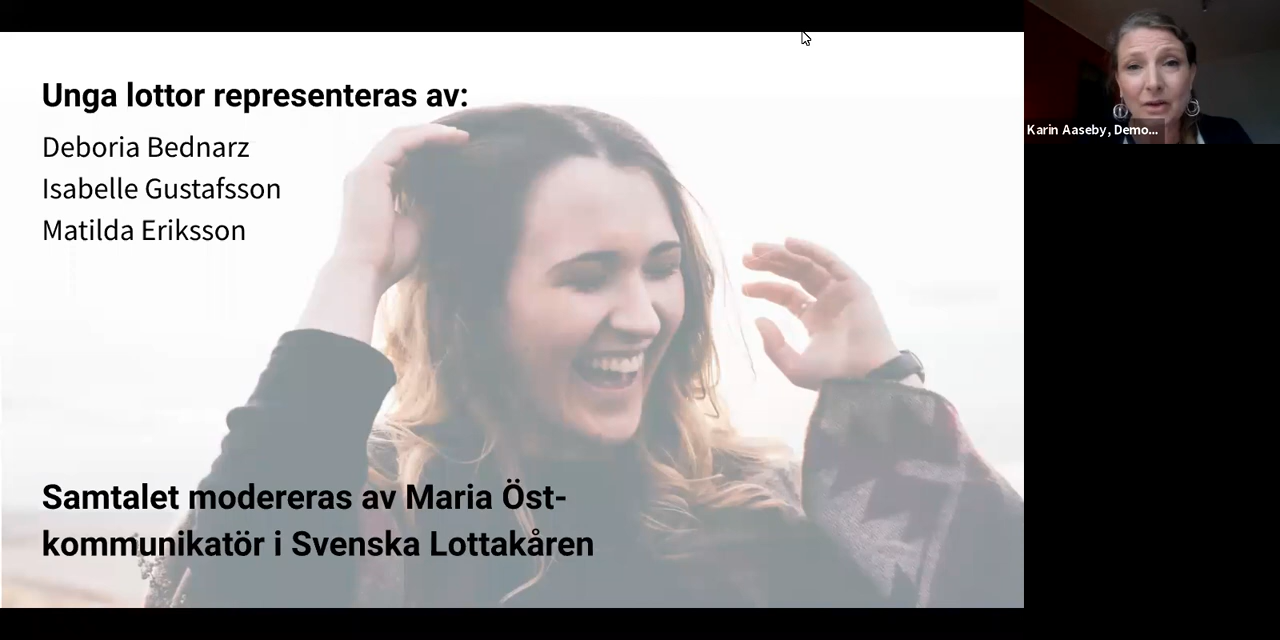 Unga lottor representeras av:
Deboria Bednarz
Isabelle Gustafsson
Matilda Eriksson
Samtalet modereras av Maria Öst-
kommunikatör i Svenska Lottakåren
Karin Aaseby, Demo...